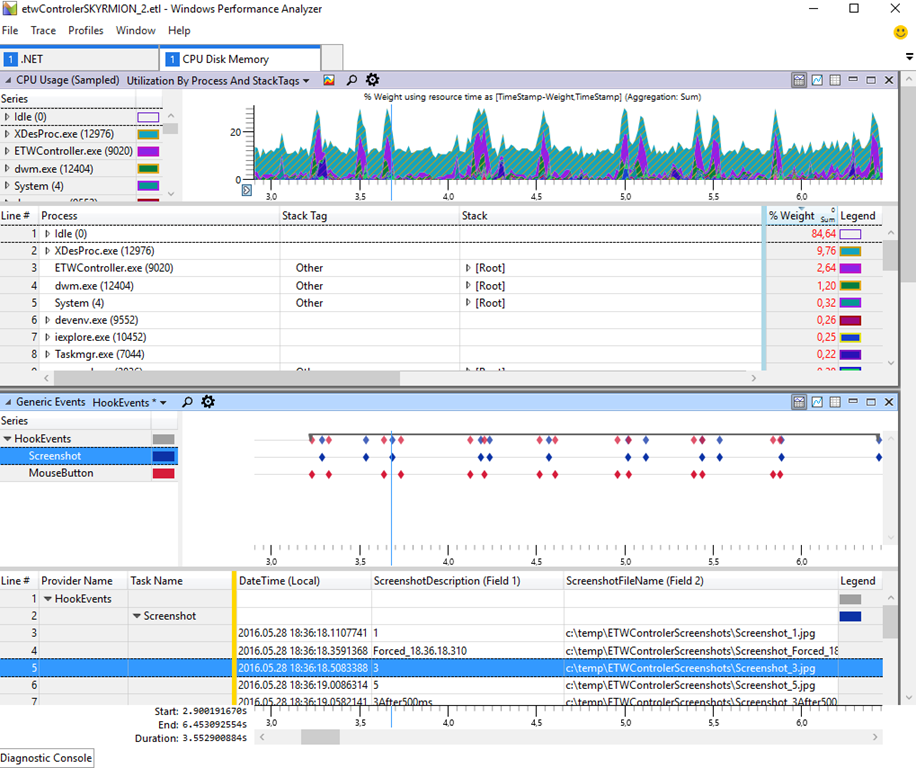 etwControlerSKYRMION_2.etl - Windows Performance Analyzer
File Trace Profiles Window Help
1 .NET 1 CPU Disk Memory
CPU Usage (Sampled) Utilization By Process And StackTags
Series
Idle (0)
XDesProc.exe (12976)
ETWController.exe (9020)
dwm.exe (12404)
System (4)
% Weight using resource time as [TimeStamp-Weight,TimeStamp] (Aggregation: Sum)
20
0
3.0 3.5 4.0 4.5 5.0 5.5 6.0
Line # Process Stack Tag Stack % Weight Sum Legend
1 Idle (0) 84,64
2 XDesProc.exe (12976) 9,76
3 ETWController.exe (9020) Other [Root] 2,64
4 dwm.exe (12404) Other [Root] 1,20
5 System (4) Other [Root] 0,32
6 devenv.exe (9552) 0,26
7 iexplore.exe (10452) 0,25
8 Taskmgr.exe (7044) 0,22
Generic Events HookEvents *
Series
HookEvents
Screenshot
MouseButton
3.0 3.5 4.0 4.5 5.0 5.5 6.0
Line # Provider Name Task Name DateTime (Local) ScreenshotDescription (Field 1) ScreenshotFileName (Field 2) Legend
1 HookEvents
2 Screenshot
3 2016.05.28 18:36:18.1107741 1 c:\temp\ETWControlerScreenshots\Screenshot_1.jpg
4 2016.05.28 18:36:18.3591368 Forced_18.36.18.310 c:\temp\ETWControlerScreenshots\Screenshot_Forced_18
5 2016.05.28 18:36:18.5083388 3 c:\temp\ETWControlerScreenshots\Screenshot_3.jpg
6 2016.05.28 18:36:19.0086314 5 c:\temp\ETWControlerScreenshots\Screenshot_5.jpg
7 2016.05.28 18:36:19.0582141 3After500ms c:\temp\ETWControlerScreenshots\Screenshot_3After500
Start: 2.900191670s
End: 6.453092554s
Duration: 3.552900884s
3.0 3.5 4.0 4.5 5.0 5.5 6.0
Diagnostic Console